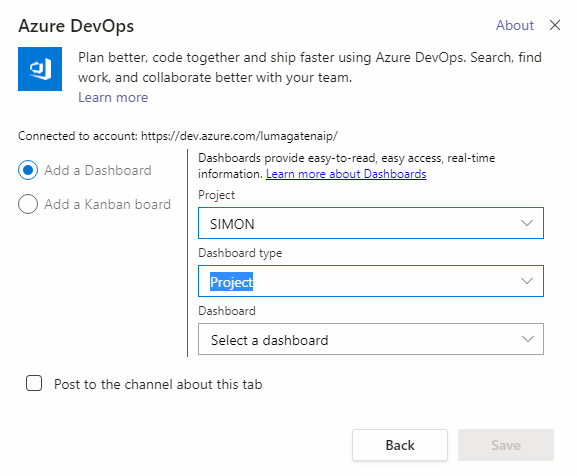 Azure DevOps
About
Plan better, code together and ship faster using Azure DevOps. Search, find
work, and collaborate better with your team.
Learn more
Connected to account: https://dev.azure.com/lumagatenaip/
Add a Dashboard
Add a Kanban board
Dashboards provide easy-to-read, easy access, real-time
information. Learn more about Dashboards
Project
SIMON
Dashboard type
Project
Dashboard
Select a dashboard
Post to the channel about this tab
Back
Save